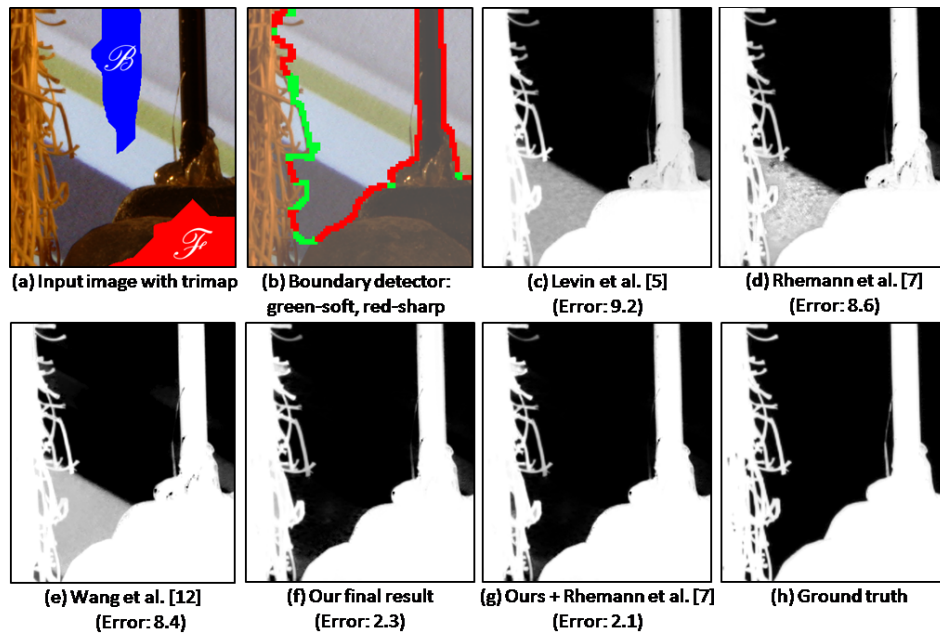 B
F
(a) Input image with trimap
(b) Boundary detector:
green-soft, red-sharp
(c) Levin et al. [5]
(Error: 9.2)
(d) Rhemann et al. [7]
(Error: 8.6)
(e) Wang et al. [12]
(Error: 8.4)
(f) Our final result
(Error: 2.3)
(g) Ours + Rhemann et al. [7]
(Error: 2.1)
(h) Ground truth